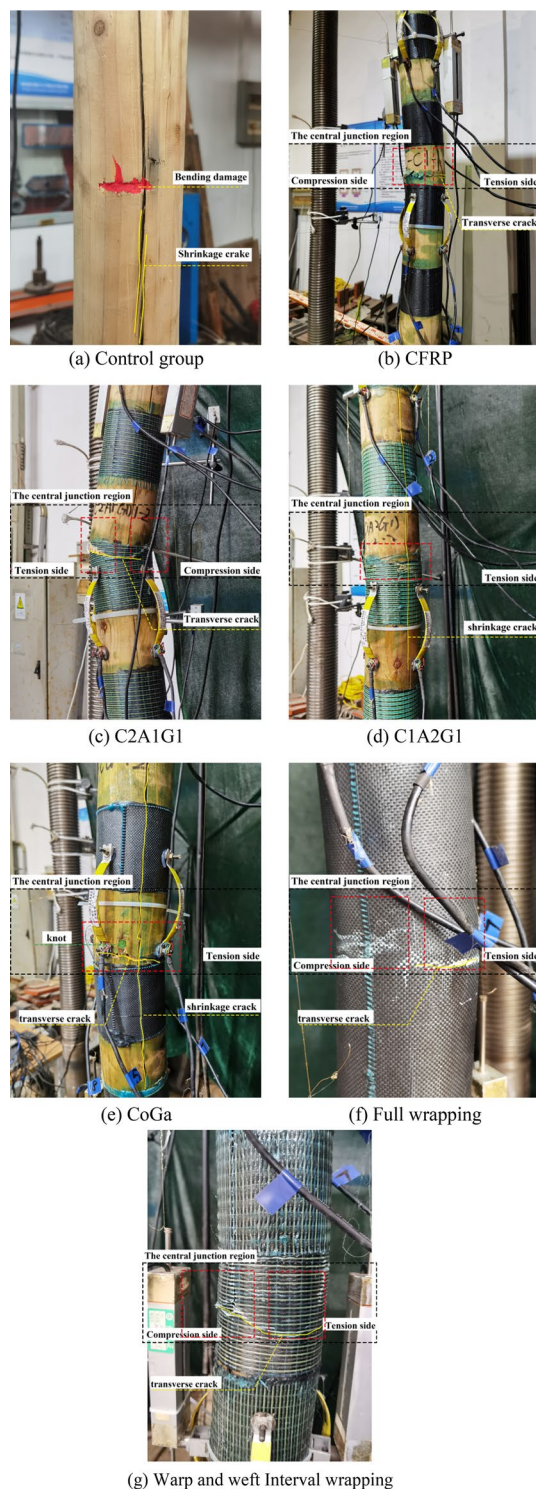 Bending damage
Shrinkage crake
(a) Control group
The central junction region
-C
Compression side
Tension side
Transverse crack
(b) CFRP
The central junction region
Tension side
Compression side
Transverse crack
(c) C2A1G1
The central junction region
Tension side
shrinkage crack
(d) C1A2G1
The central junction region
knot
Tension side
shrinkage crack
transverse crack
(e) CoGa
The central junction region
Compression side
Tension side
transverse crack
(f) Full wrapping
The central junction region
Tension side
Compression side
transverse crack
(g) Warp and weft Interval wrapping